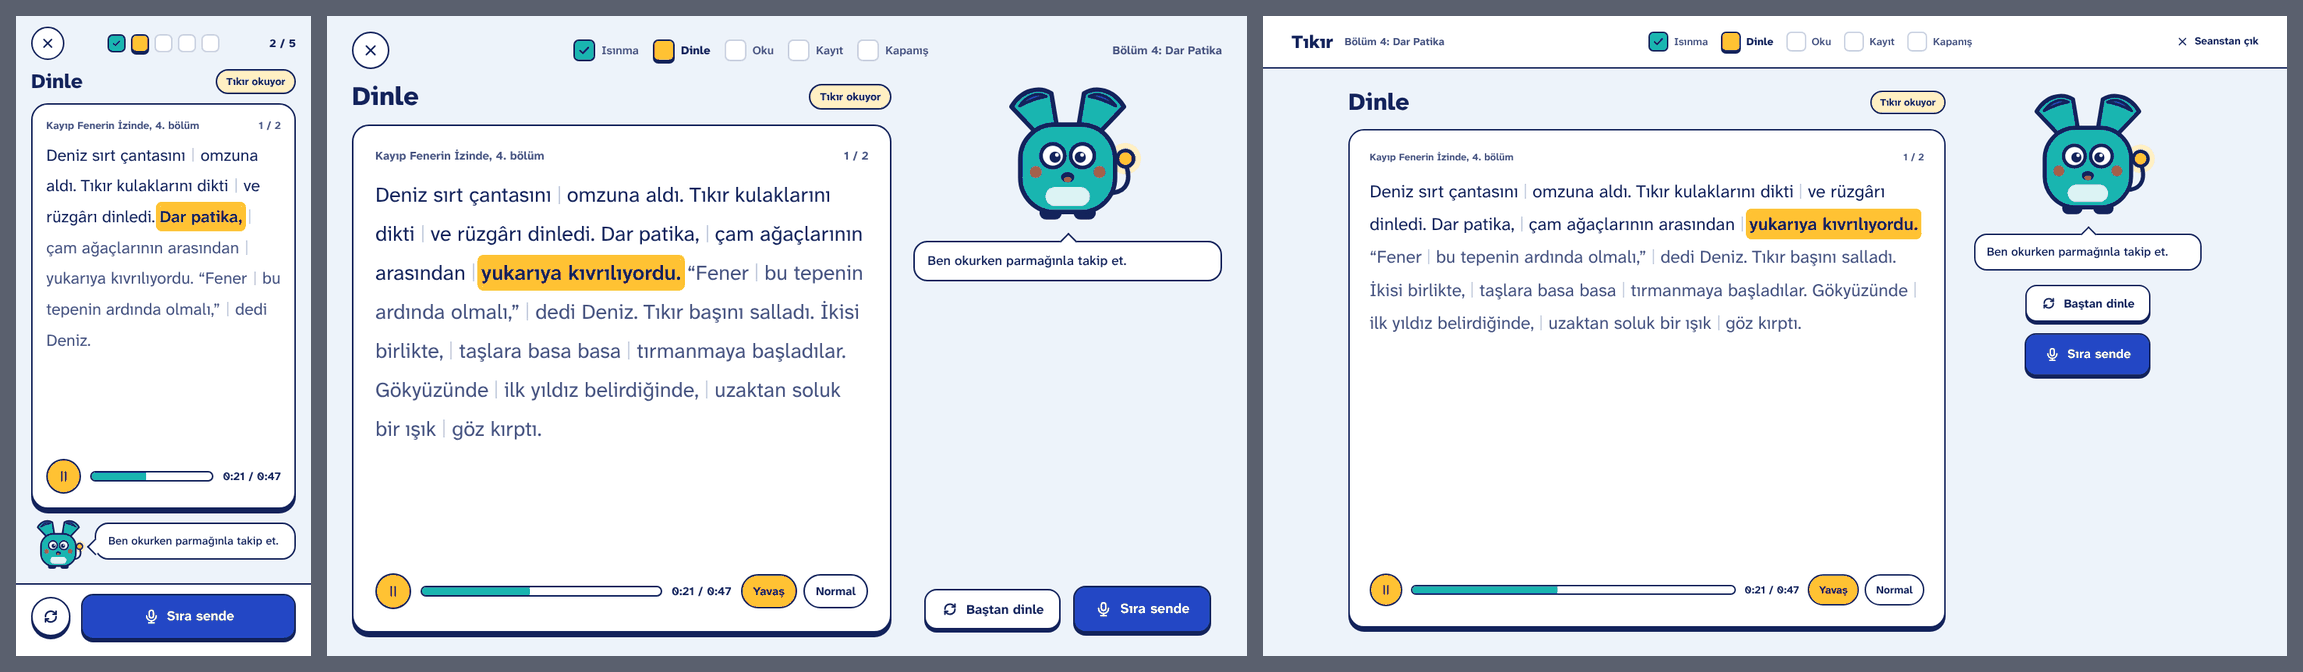 2 / 5
Dinle
Tıkır okuyor
Kayıp Fenerin İzinde, 4. bölüm
1 / 2
Deniz sırt çantasını | omzuna
aldı. Tıkır kulaklarını dikti | ve
rüzgârı dinledi. Dar patika, |
çam ağaçlarının arasından |
yukarıya kıvrılıyordu. “Fener | bu
tepenin ardında olmalı,” | dedi
Deniz.
0:21 / 0:47
Ben okurken parmağınla takip et.
Sıra sende
Isınma
Dinle
Oku
Kayıt
Kapanış
Bölüm 4: Dar Patika
Dinle
Tıkır okuyor
Kayıp Fenerin İzinde, 4. bölüm
1 / 2
Deniz sırt çantasını | omzuna aldı. Tıkır kulaklarını
dikti | ve rüzgârı dinledi. Dar patika, | çam ağaçlarının
arasından | yukarıya kıvrılıyordu. “Fener | bu tepenin
ardında olmalı,” | dedi Deniz. Tıkır başını salladı. İkisi
birlikte, | taşlara basa basa | tırmanmaya başladılar.
Gökyüzünde | ilk yıldız belirdiğinde, | uzaktan soluk
bir ışık | göz kırptı.
0:21 / 0:47
Yavaş
Normal
Ben okurken parmağınla takip et.
Baştan dinle
Sıra sende
Tıkır
Bölüm 4: Dar Patika
Isınma
Dinle
Oku
Kayıt
Kapanış
Seanstan çık
Dinle
Tıkır okuyor
Kayıp Fenerin İzinde, 4. bölüm
1 / 2
Deniz sırt çantasını | omzuna aldı. Tıkır kulaklarını dikti | ve rüzgârı
dinledi. Dar patika, | çam ağaçlarının arasından | yukarıya kıvrılıyordu.
“Fener | bu tepenin ardında olmalı,” | dedi Deniz. Tıkır başını salladı.
İkisi birlikte, | taşlara basa basa | tırmanmaya başladılar. Gökyüzünde |
ilk yıldız belirdiğinde, | uzaktan soluk bir ışık | göz kırptı.
0:21 / 0:47
Yavaş
Normal
Ben okurken parmağınla takip et.
Baştan dinle
Sıra sende